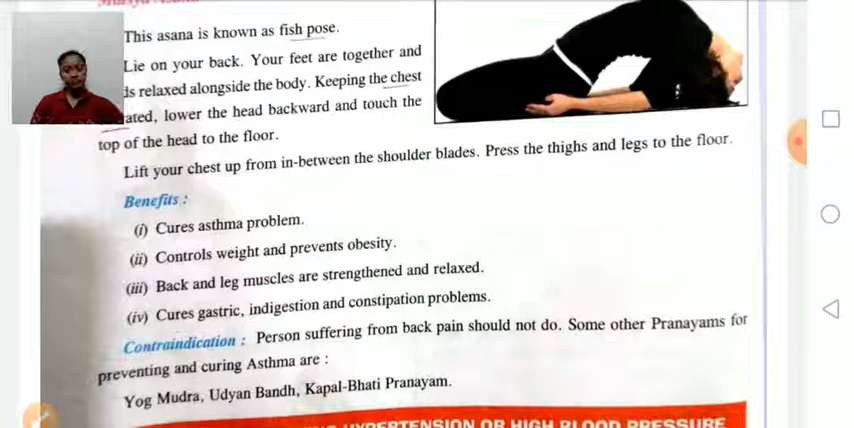 This asana is known as fish pose.
Lie on your back. Your feet are together and
ds relaxed alongside the body. Keeping the chest
ated, lower the head backward and touch the
top of the head to the floor.
Lift your chest up from in-between the shoulder blades. Press the thighs and legs to the floor.
Benefits :
(i) Cures asthma problem.
(ii) Controls weight and prevents obesity.
(iii) Back and leg muscles are strengthened and relaxed.
(iv) Cures gastric, indigestion and constipation problems.
Contraindication : Person suffering from back pain should not do. Some other Pranayams for
preventing and curing Asthma are :
Yog Mudra, Udyan Bandh, Kapal-Bhati Pranayam.
HYPERTENSION OR HIGH BLOOD PRESSURE